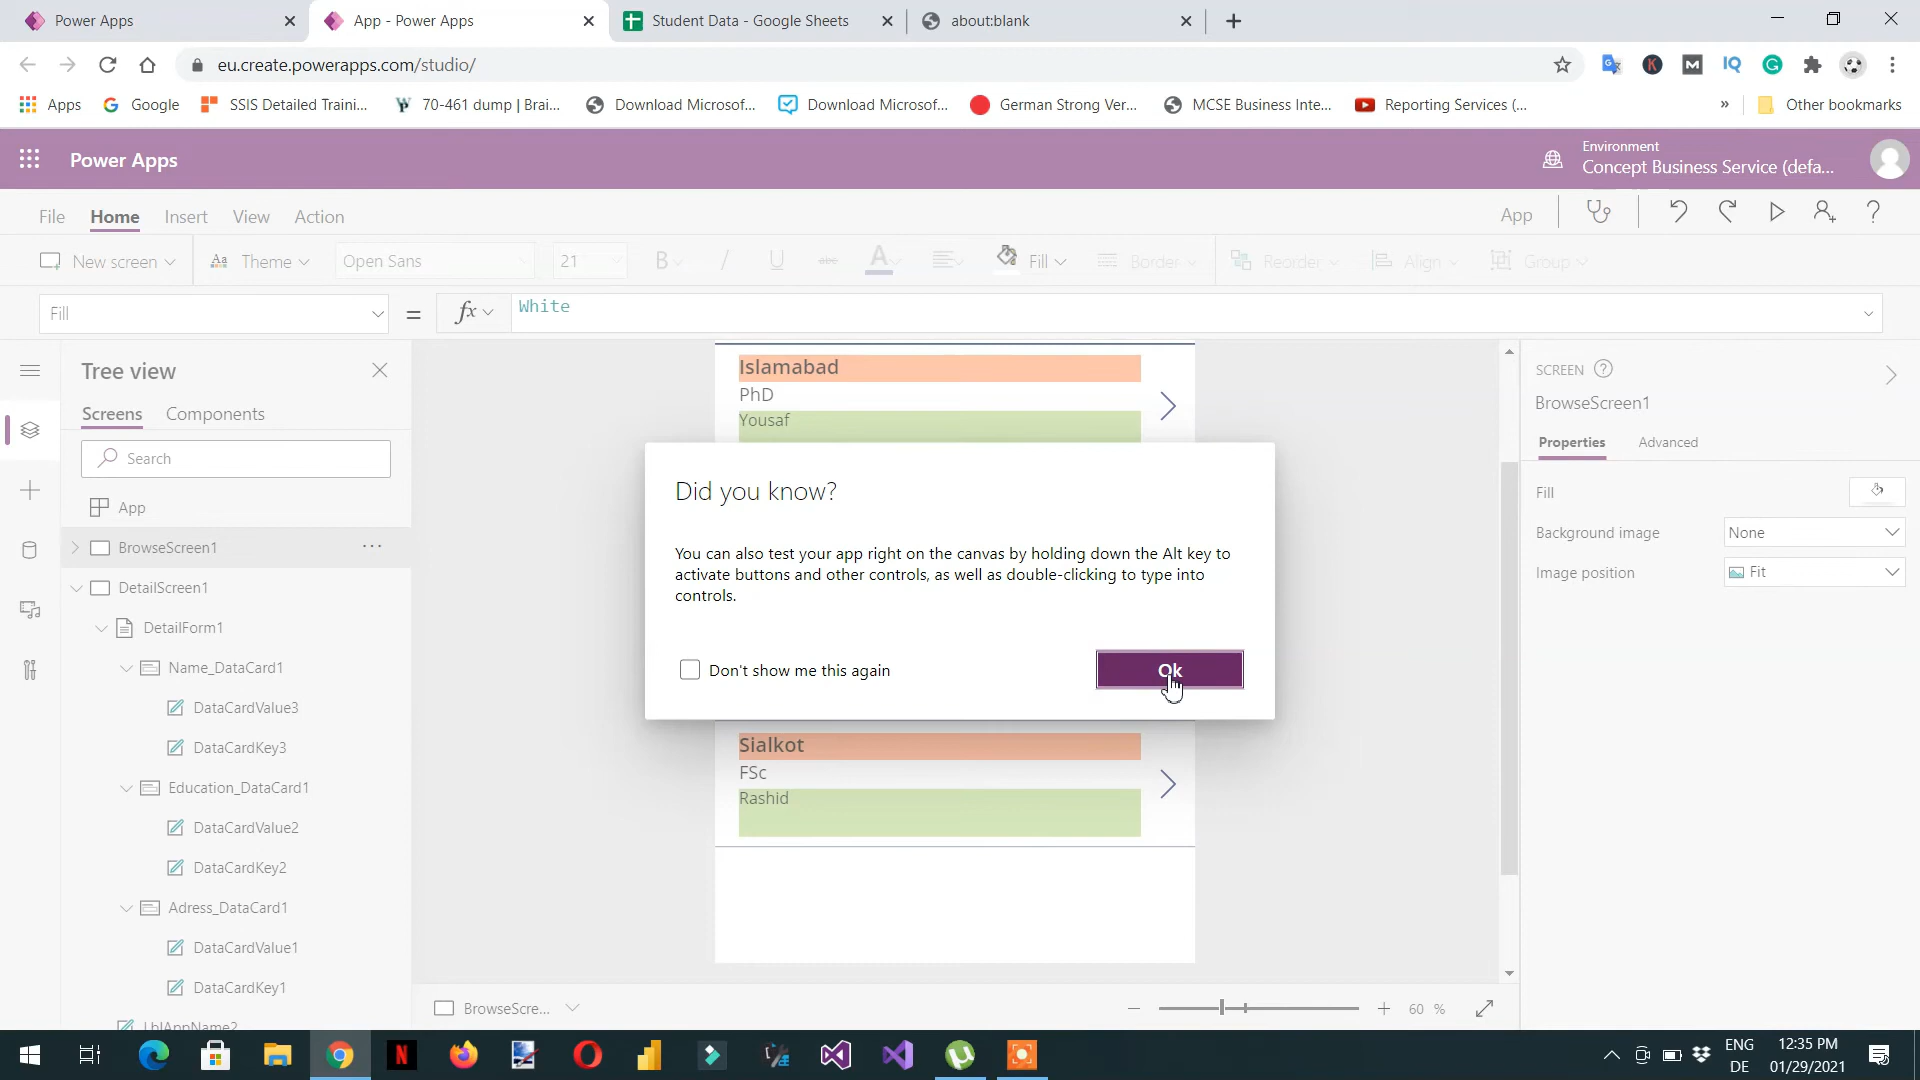 Power Apps
App - Power Apps
Student Data - Google Sheets
about:blank
eu.create.powerapps.com/studio/
Apps
Google
SSIS Detailed Traini...
70-461 dump | Brai...
Download Microsof...
Download Microsof...
German Strong Ver...
MCSE Business Inte...
Reporting Services (...
»
Other bookmarks
Power Apps
Environment
Concept Business Service (defa...
File
Home
Insert
View
Action
App
New screen
Theme
Open Sans
21
Fill
Border
Reorder
Align
Group
Fill
=
fx
White
Tree view
Screens
Components
Search
App
BrowseScreen1
DetailScreen1
DetailForm1
Name_DataCard1
DataCardValue3
DataCardKey3
Education_DataCard1
DataCardValue2
DataCardKey2
Adress_DataCard1
DataCardValue1
DataCardKey1
LblAppName2
Islamabad
PhD
Yousaf
Did you know?
You can also test your app right on the canvas by holding down the Alt key to
activate buttons and other controls, as well as double-clicking to type into
controls.
Don't show me this again
Ok
Sialkot
FSc
Rashid
BrowseScre...
60 %
SCREEN
BrowseScreen1
Properties
Advanced
Fill
Background image
None
Image position
Fit
ENG
DE
12:35 PM
01/29/2021